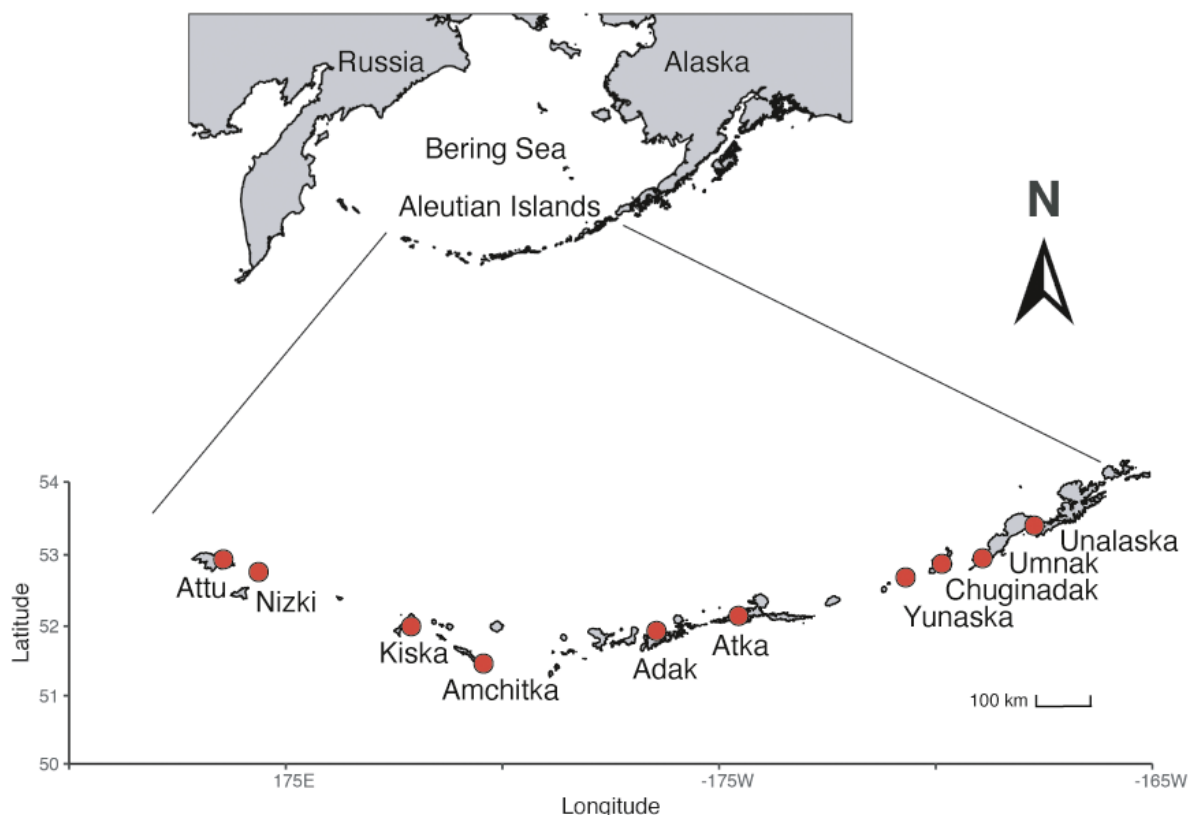 Russia
Alaska
Bering Sea
Aleutian Islands
N
54
53
52
51
50
Latitude
Attu
Nizki
Kiska
Amchitka
Adak
Atka
Yunaska
Chuginadak
Umnak
Unalaska
100 km
175E
-175W
-165W
Longitude